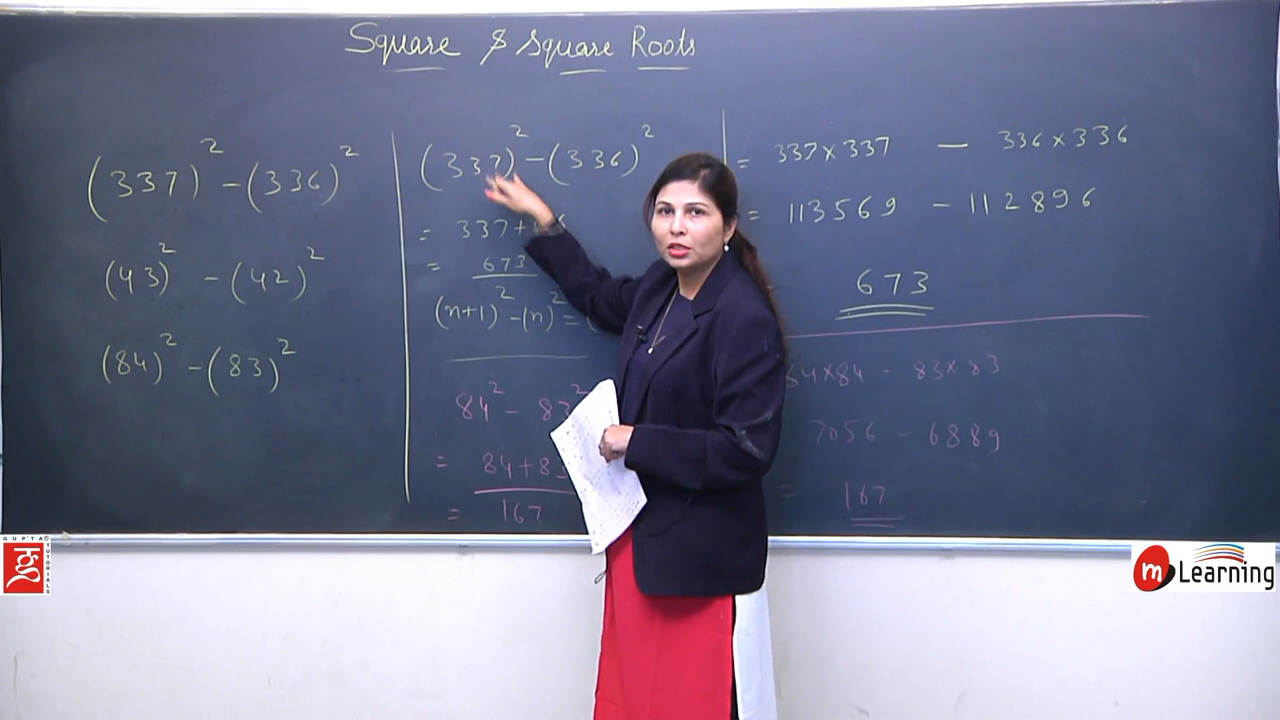 Square & Square Roots
(337)² - (336)²
(43)² - (42)²
(84)² - (83)²
(337)² - (336)²
= 337+
= 673
(n+1)² - (n)² =
84² - 83²
= 84+83
= 167
= 337×337 - 336×336
= 113569 - 112896
673
84×84 - 83×83
7056 - 6889
= 167
GUPTA TUTORIALS
m Learning